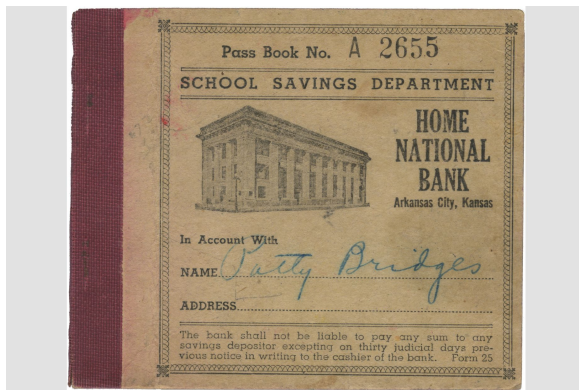 Pass Book No. A 2655
SCHOOL SAVINGS DEPARTMENT
HOME
NATIONAL
BANK
Arkansas City, Kansas
In Account With
NAME Patty Bridges
ADDRESS
The bank shall not be liable to pay any sum to any
savings depositor excepting on thirty judicial days pre-
vious notice in writing to the cashier of the bank. Form 25